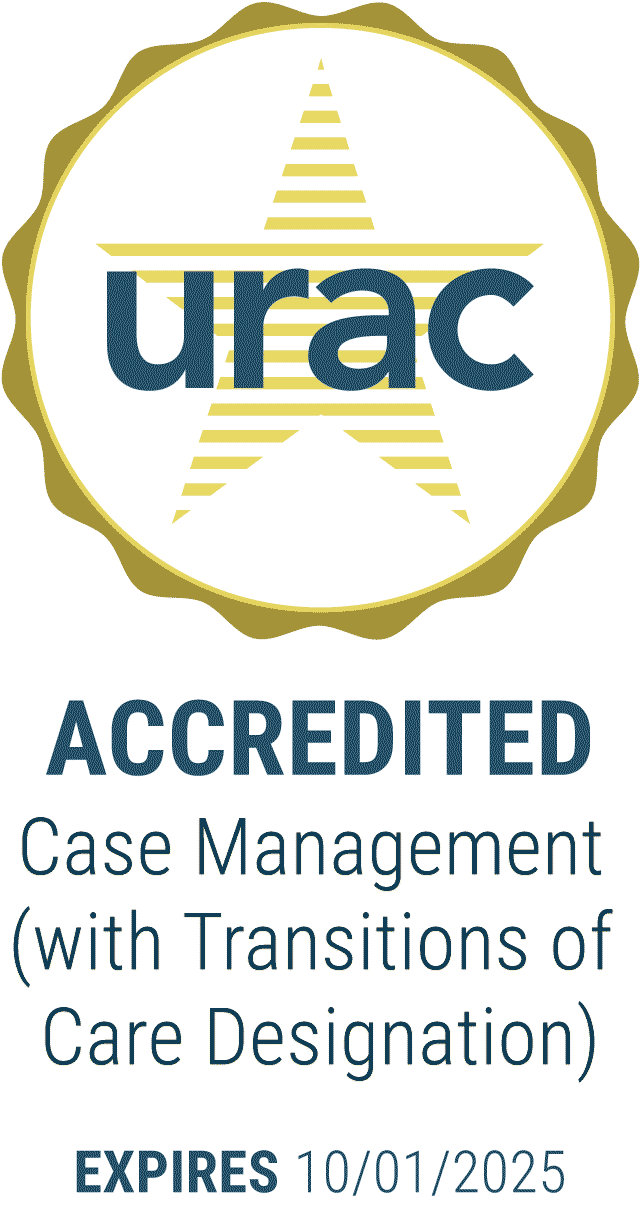 urac
ACCREDITED
Case Management
(with Transitions of
Care Designation)
EXPIRES 10/01/2025